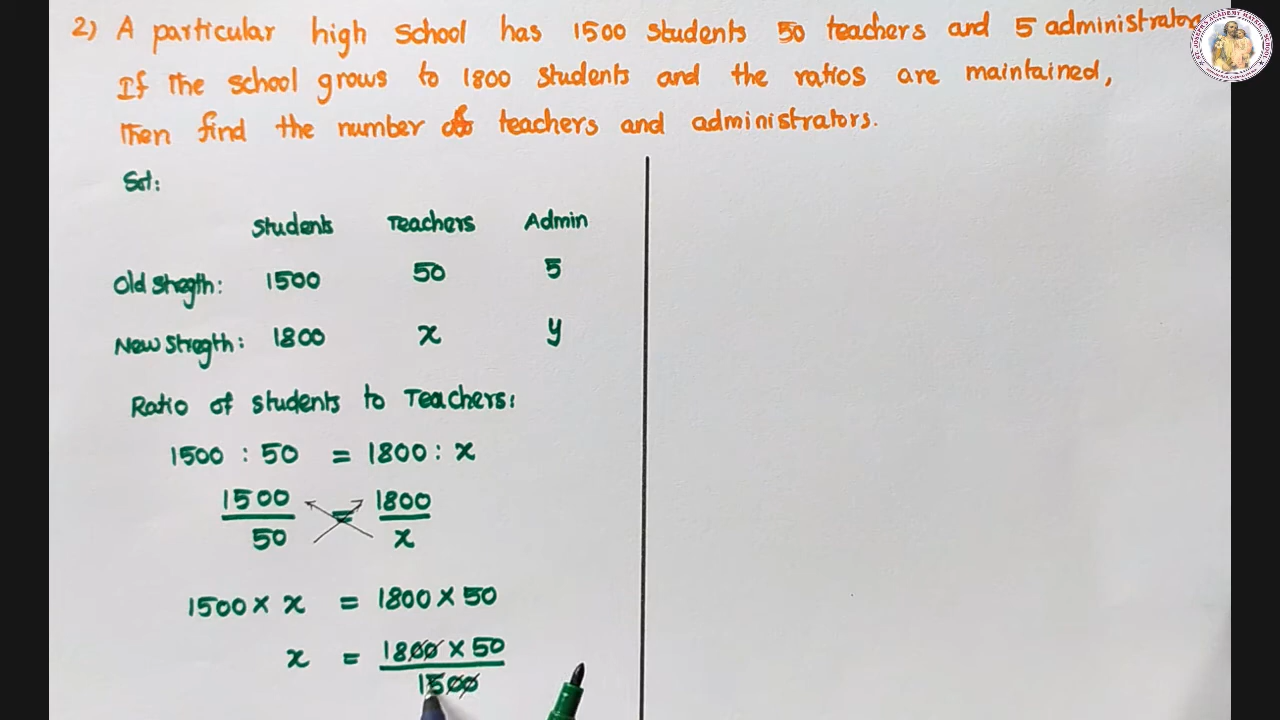 2) A particular high school has 1500 students 50 teachers and 5 administrators
If the school grows to 1800 students and the ratios are maintained,
then find the number of teachers and administrators.
Sol:
Students Teachers Admin
Old Stregth: 1500 50 5
New Stregth: 1800 x y
Ratio of students to Teachers:
1500 : 50 = 1800 : x
1500 / 50 = 1800 / x
1500 × x = 1800 × 50
x = 1800 × 50 / 1500